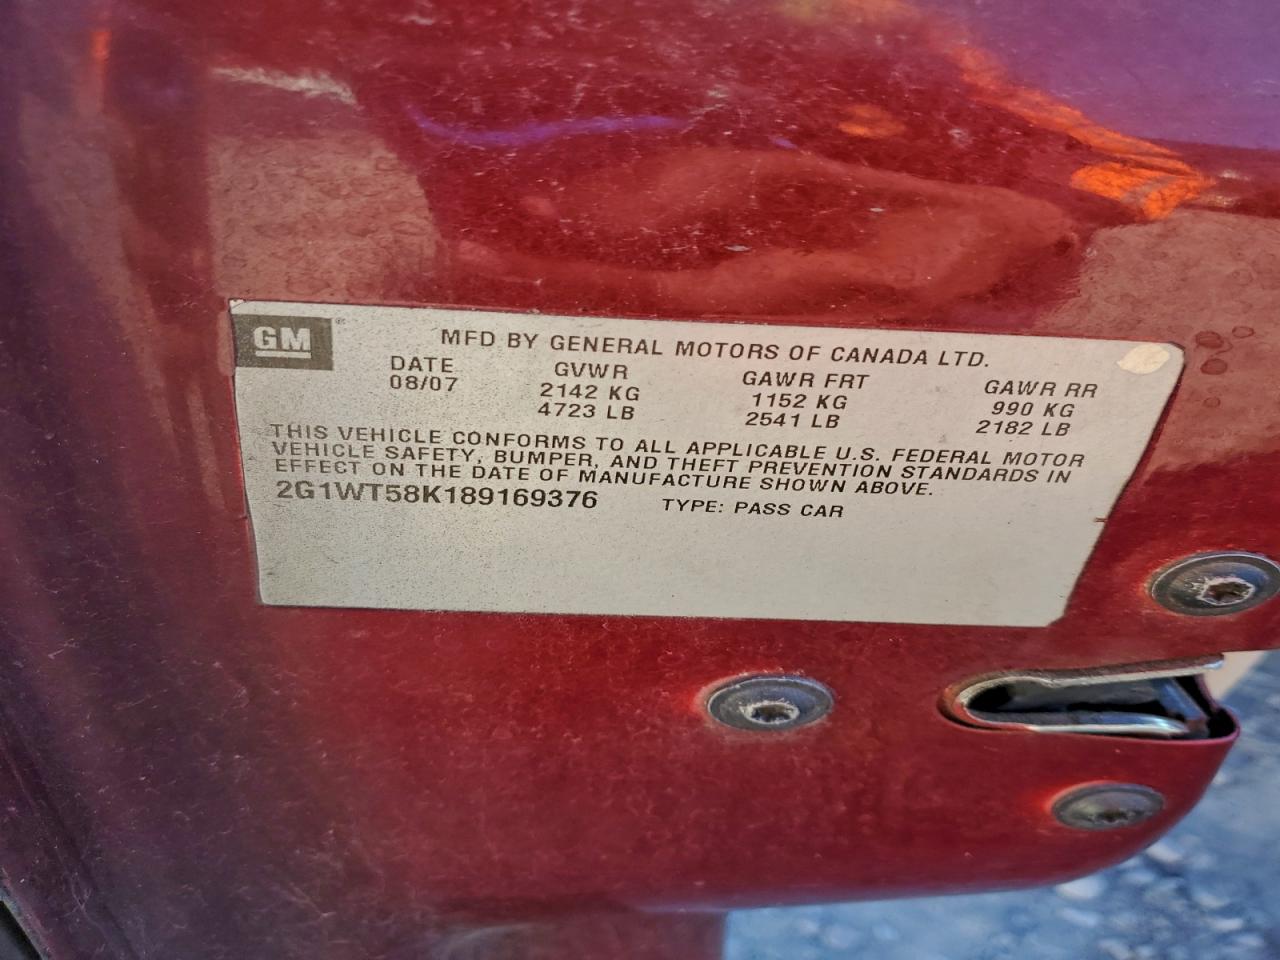 GM
MFD BY GENERAL MOTORS OF CANADA LTD.
DATE GVWR GAWR FRT GAWR RR
08/07 2142 KG 1152 KG 990 KG
4723 LB 2541 LB 2182 LB
THIS VEHICLE CONFORMS TO ALL APPLICABLE U.S. FEDERAL MOTOR
VEHICLE SAFETY, BUMPER, AND THEFT PREVENTION STANDARDS IN
EFFECT ON THE DATE OF MANUFACTURE SHOWN ABOVE.
2G1WT58K189169376 TYPE: PASS CAR